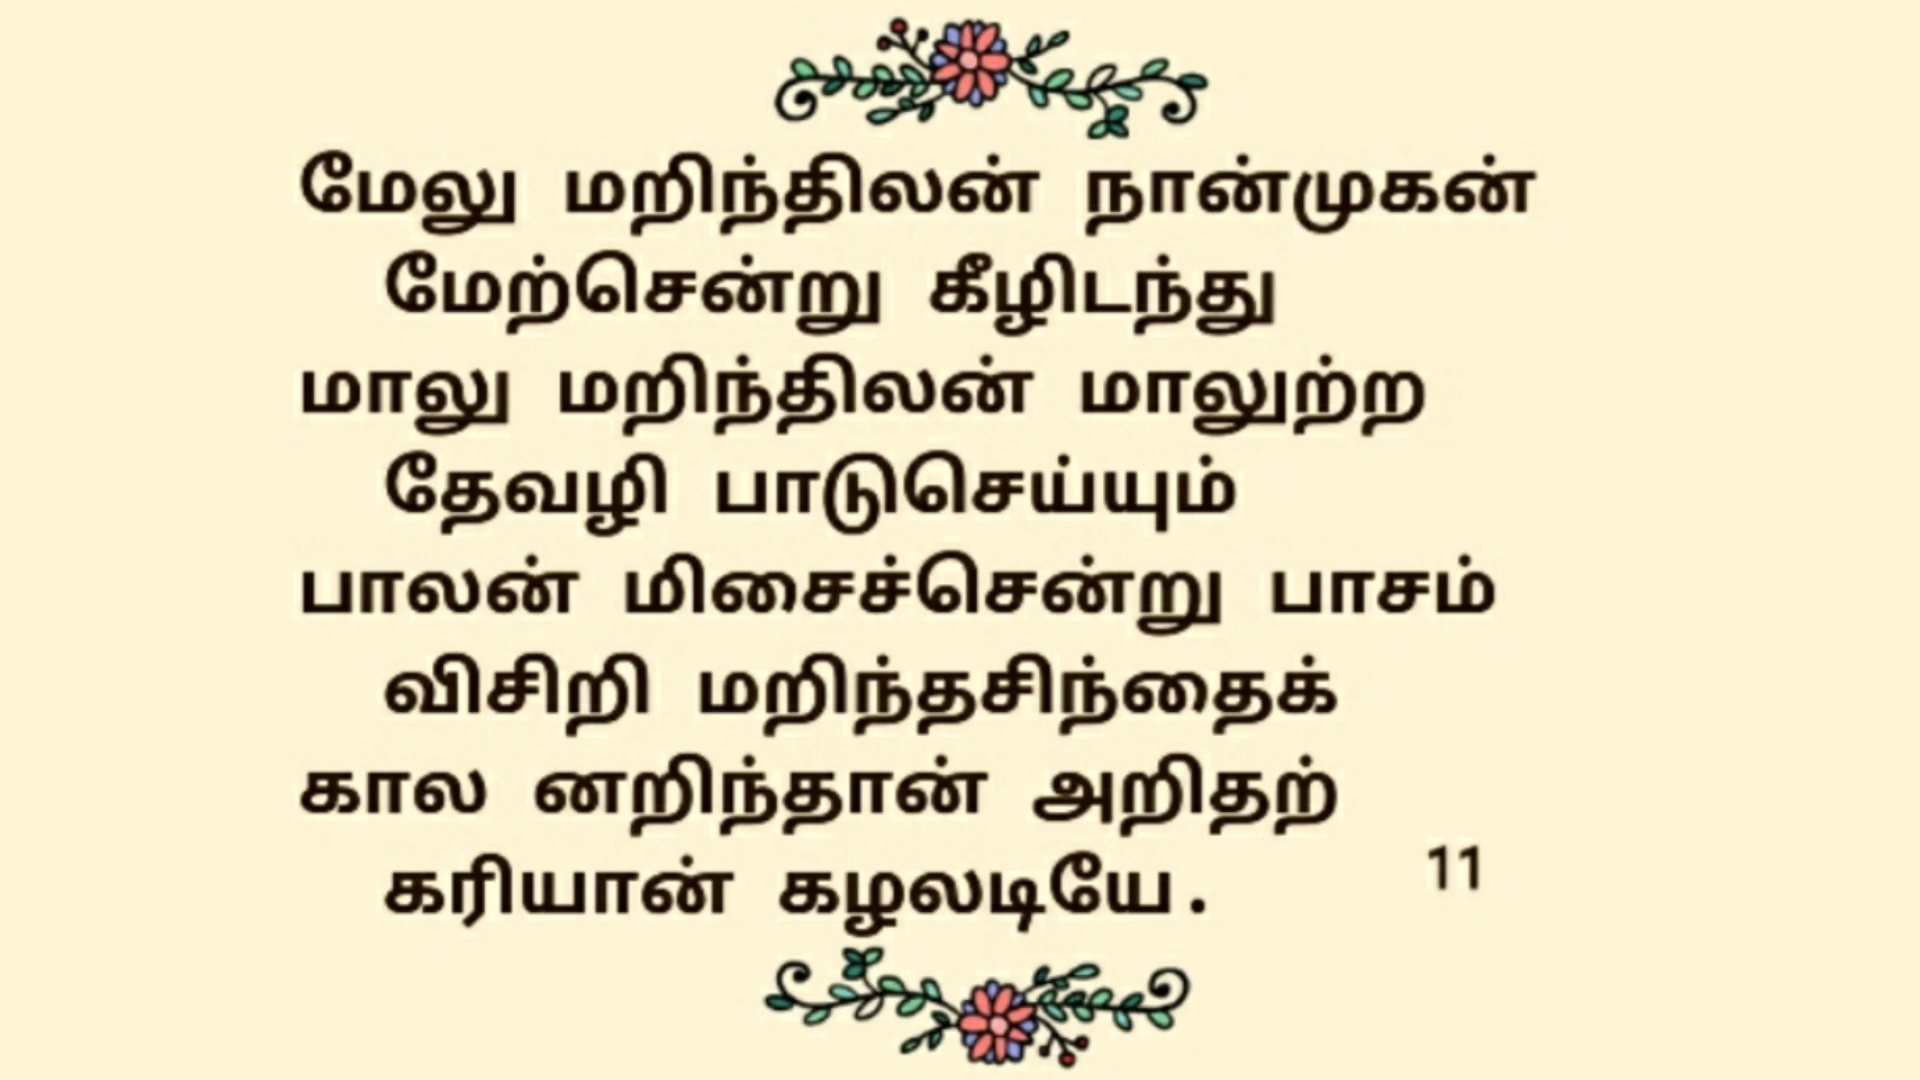 மேலு மறிந்திலன் நான்முகன்
மேற்சென்று கீழிடந்து
மாலு மறிந்திலன் மாலுற்ற
தேவழி பாடுசெய்யும்
பாலன் மிசைச்சென்று பாசம்
விசிறி மறிந்தசிந்தைக்
கால னறிந்தான் அறிதற்
கரியான் கழலடியே. 11